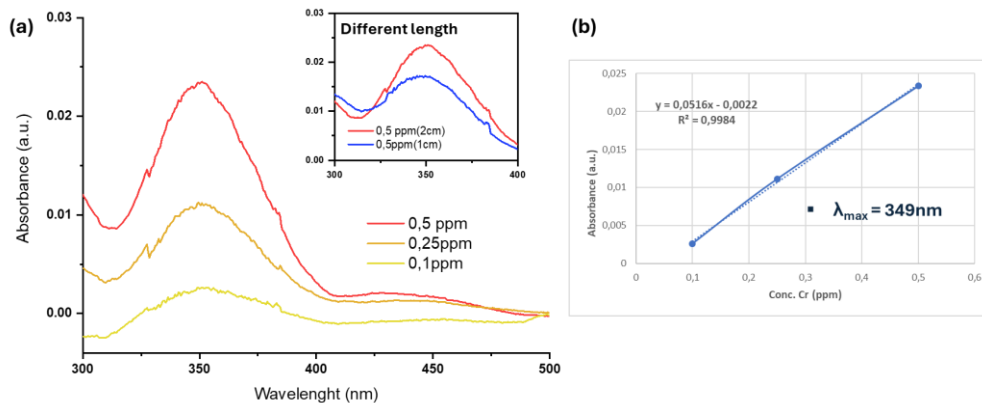 (a)
0.03
0.02
0.01
0.00
Absorbance (a.u.)
300
350
400
450
500
Wavelenght (nm)
0,5 ppm
0,25ppm
0,1ppm
Different length
0.03
0.02
0.01
0.00
300
350
400
0,5 ppm(2cm)
0,5ppm(1cm)
(b)
0,025
0,02
0,015
0,01
0,005
0
Absorbance (a.u.)
y = 0,0516x - 0,0022
R² = 0,9984
▪ λmax = 349nm
0
0,1
0,2
0,3
0,4
0,5
0,6
Conc. Cr (ppm)